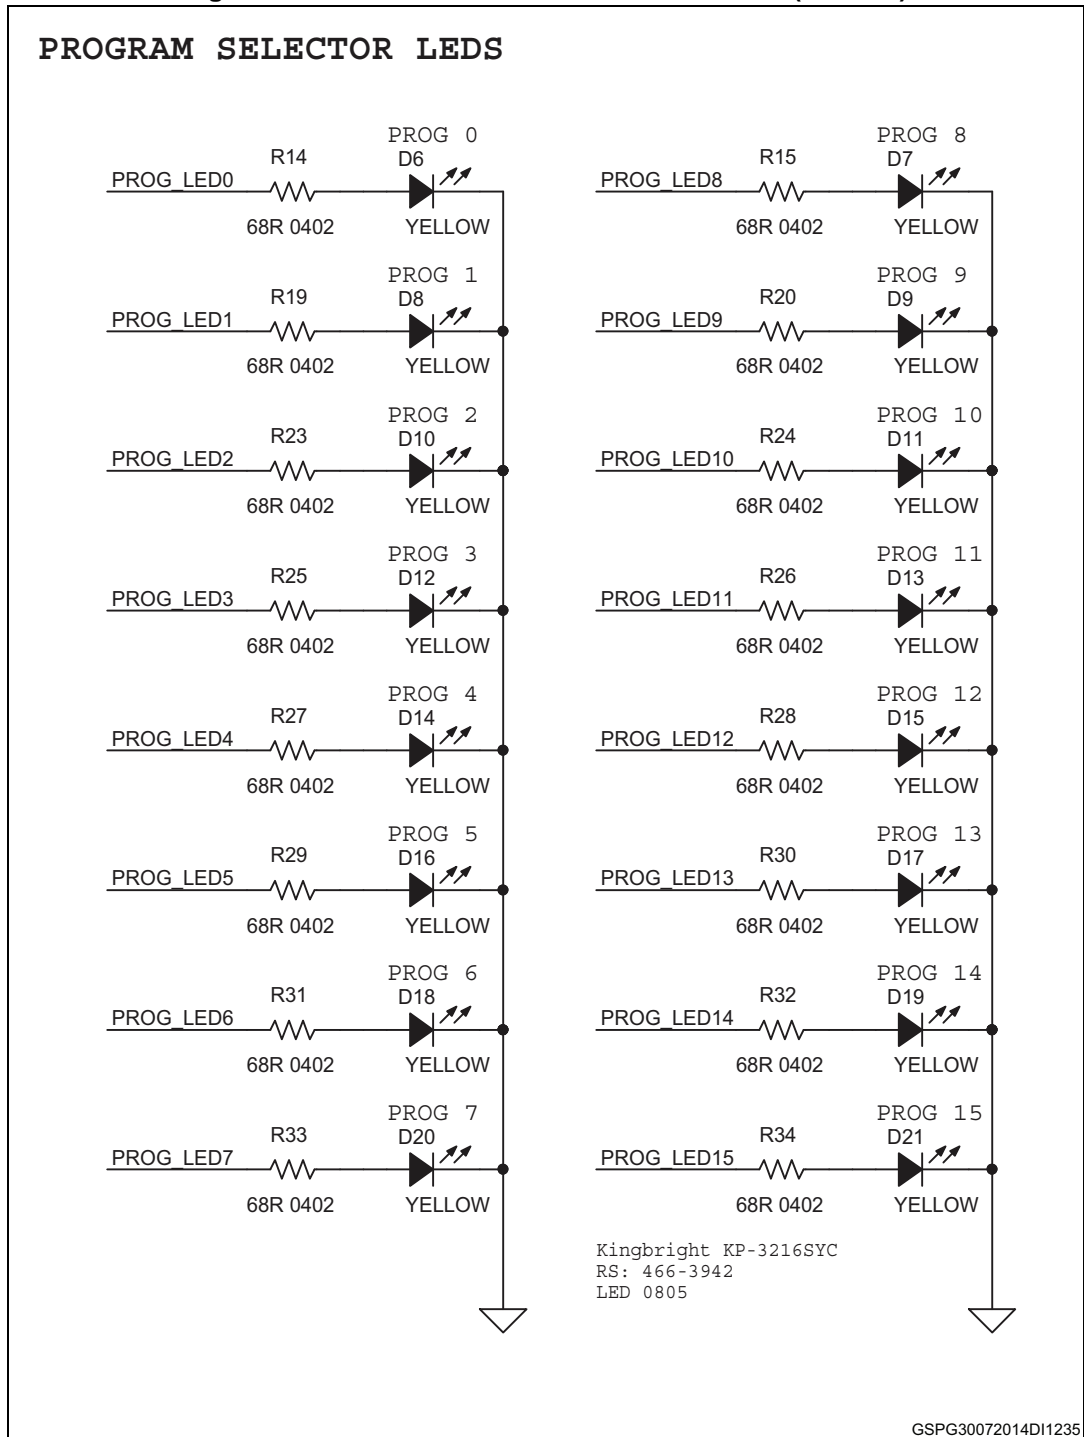 PROGRAM SELECTOR LEDS
PROG 0
R14
D6
PROG_LED0
68R 0402
YELLOW
PROG 1
R19
D8
PROG_LED1
68R 0402
YELLOW
PROG 2
R23
D10
PROG_LED2
68R 0402
YELLOW
PROG 3
R25
D12
PROG_LED3
68R 0402
YELLOW
PROG 4
R27
D14
PROG_LED4
68R 0402
YELLOW
PROG 5
R29
D16
PROG_LED5
68R 0402
YELLOW
PROG 6
R31
D18
PROG_LED6
68R 0402
YELLOW
PROG 7
R33
D20
PROG_LED7
68R 0402
YELLOW
PROG 8
R15
D7
PROG_LED8
68R 0402
YELLOW
PROG 9
R20
D9
PROG_LED9
68R 0402
YELLOW
PROG 10
R24
D11
PROG_LED10
68R 0402
YELLOW
PROG 11
R26
D13
PROG_LED11
68R 0402
YELLOW
PROG 12
R28
D15
PROG_LED12
68R 0402
YELLOW
PROG 13
R30
D17
PROG_LED13
68R 0402
YELLOW
PROG 14
R32
D19
PROG_LED14
68R 0402
YELLOW
PROG 15
R34
D21
PROG_LED15
68R 0402
YELLOW
Kingbright KP-3216SYC
RS: 466-3942
LED 0805
GSPG30072014DI1235